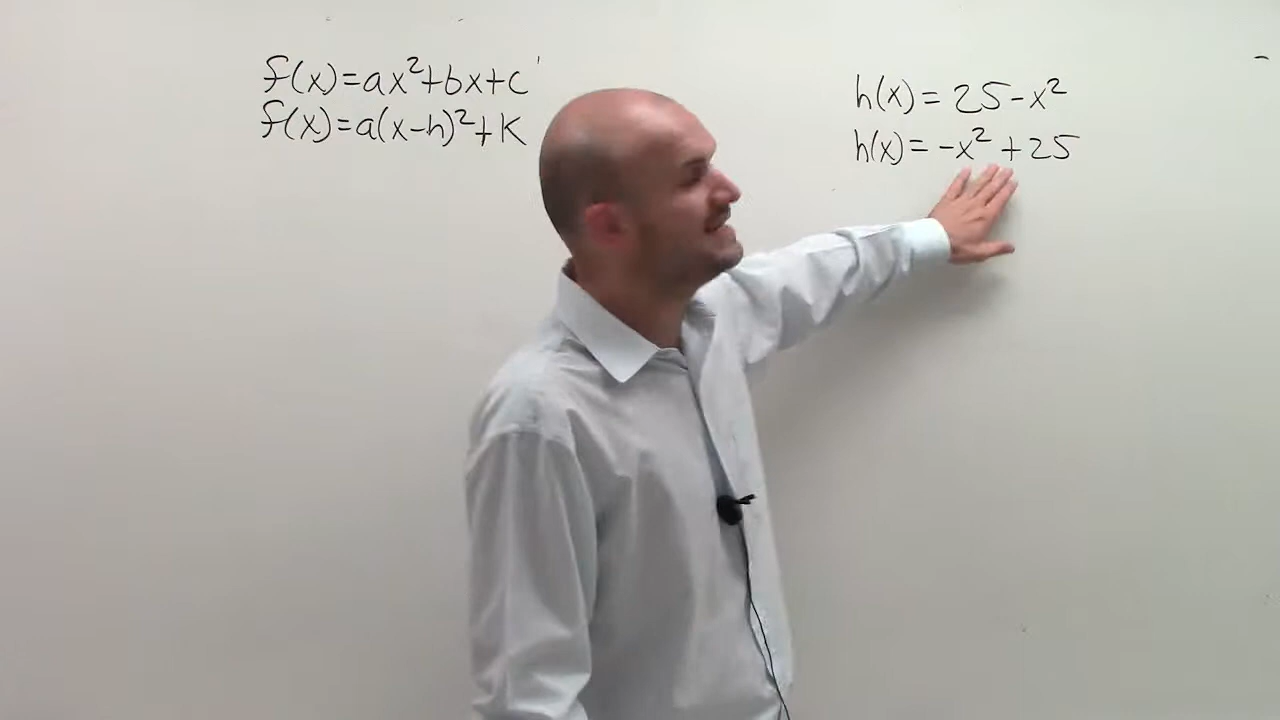 f(x)=ax²+bx+c
f(x)=a(x-h)²+k
h(x)=25-x²
h(x)=-x²+25